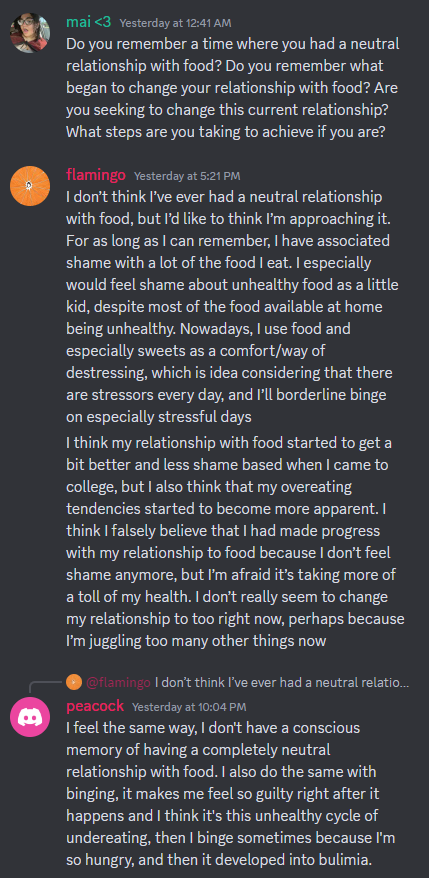 mai <3 Yesterday at 12:41 AM
Do you remember a time where you had a neutral
relationship with food? Do you remember what
began to change your relationship with food? Are
you seeking to change this current relationship?
What steps are you taking to achieve if you are?
flamingo Yesterday at 5:21 PM
I don't think I've ever had a neutral relationship
with food, but I'd like to think I'm approaching it.
For as long as I can remember, I have associated
shame with a lot of the food I eat. I especially
would feel shame about unhealthy food as a little
kid, despite most of the food available at home
being unhealthy. Nowadays, I use food and
especially sweets as a comfort/way of
destressing, which is idea considering that there
are stressors every day, and I'll borderline binge
on especially stressful days
I think my relationship with food started to get a
bit better and less shame based when I came to
college, but I also think that my overeating
tendencies started to become more apparent. I
think I falsely believe that I had made progress
with my relationship to food because I don't feel
shame anymore, but I'm afraid it's taking more of
a toll of my health. I don't really seem to change
my relationship to too right now, perhaps because
I'm juggling too many other things now
@flamingo I don't think I've ever had a neutral relatio...
peacock Yesterday at 10:04 PM
I feel the same way, I don't have a conscious
memory of having a completely neutral
relationship with food. I also do the same with
binging, it makes me feel so guilty right after it
happens and I think it's this unhealthy cycle of
undereating, then I binge sometimes because I'm
so hungry, and then it developed into bulimia.